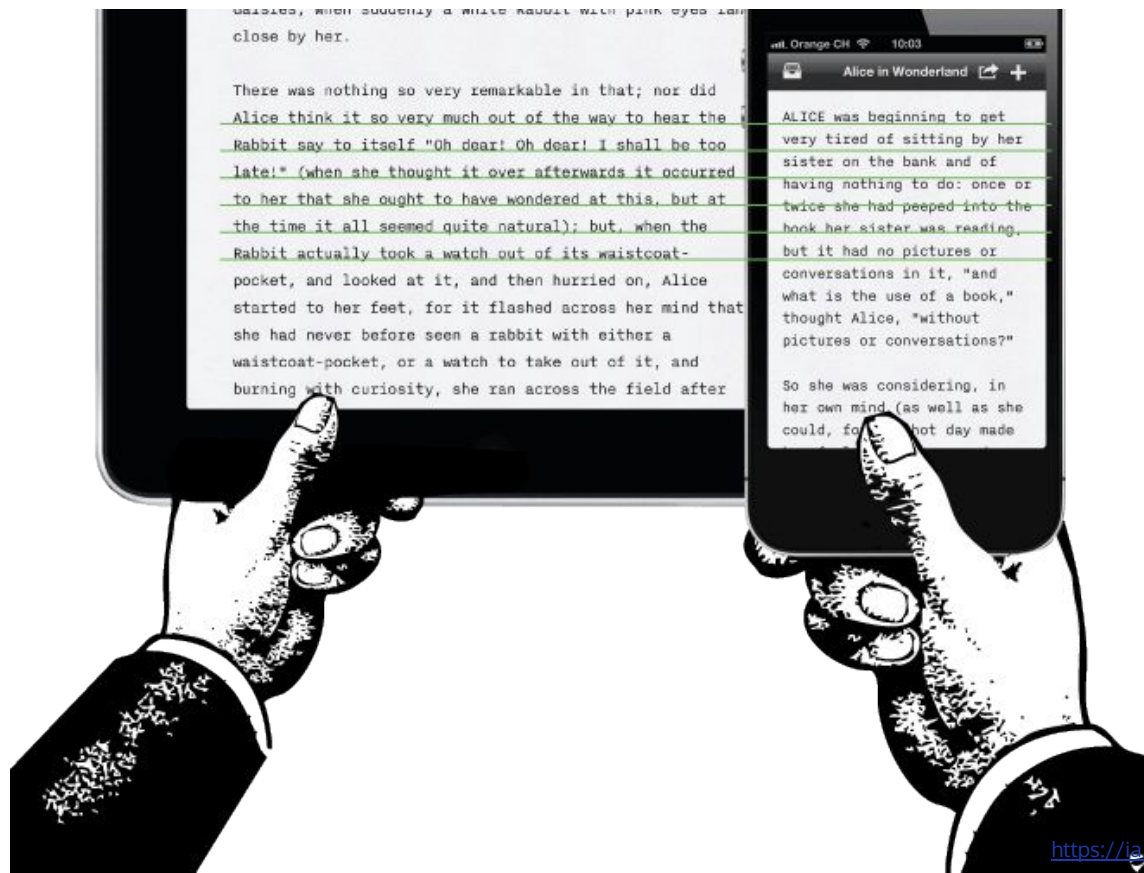 daisies, when suddenly a White Rabbit with pink eyes ran
close by her.
There was nothing so very remarkable in that; nor did
Alice think it so very much out of the way to hear the
Rabbit say to itself "Oh dear! Oh dear! I shall be too
late!" (when she thought it over afterwards it occurred
to her that she ought to have wondered at this, but at
the time it all seemed quite natural); but, when the
Rabbit actually took a watch out of its waistcoat-
pocket, and looked at it, and then hurried on, Alice
started to her feet, for it flashed across her mind that
she had never before seen a rabbit with either a
waistcoat-pocket, or a watch to take out of it, and
burning with curiosity, she ran across the field after
Orange CH 10:03
Alice in Wonderland
ALICE was beginning to get
very tired of sitting by her
sister on the bank and of
having nothing to do: once or
twice she had peeped into the
book her sister was reading,
but it had no pictures or
conversations in it, "and
what is the use of a book,"
thought Alice, "without
pictures or conversations?"
So she was considering, in
her own mind (as well as she
could, hot day made
https://ia